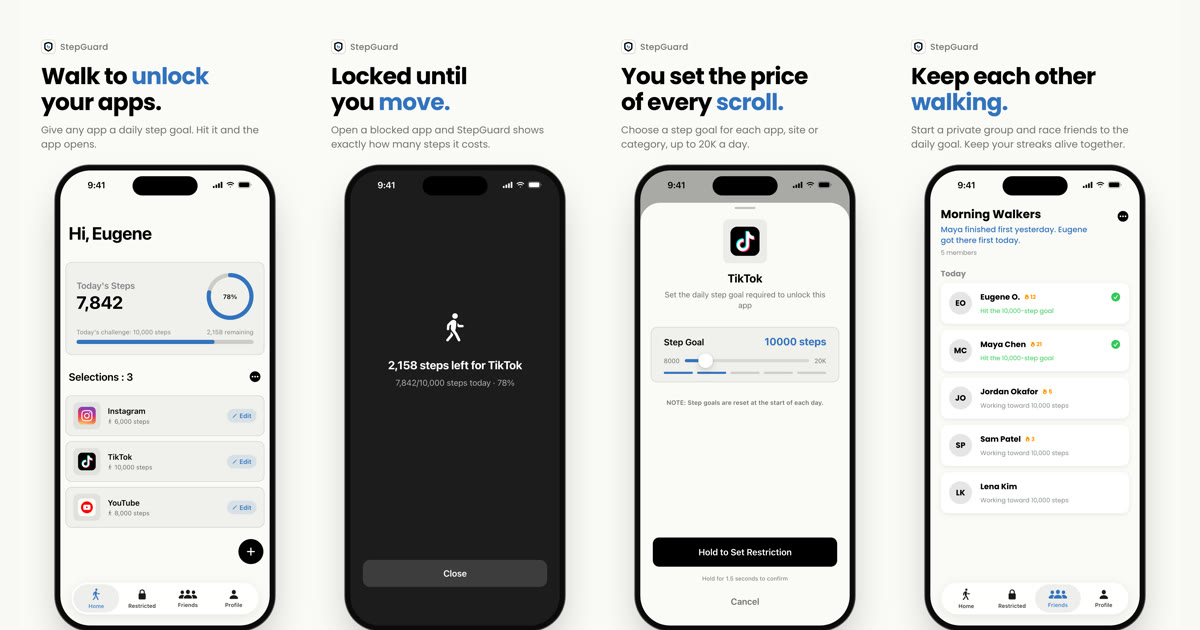 StepGuard
Walk to unlock
your apps.
Give any app a daily step goal. Hit it and the
app opens.
9:41
Hi, Eugene
Today's Steps
7,842
78%
Today's challenge: 10,000 steps
2,158 remaining
Selections : 3
Instagram
6,000 steps
Edit
TikTok
10,000 steps
Edit
YouTube
8,000 steps
Edit
Home
Restricted
Friends
Profile
StepGuard
Locked until
you move.
Open a blocked app and StepGuard shows
exactly how many steps it costs.
9:41
2,158 steps left for TikTok
7,842/10,000 steps today · 78%
Close
StepGuard
You set the price
of every scroll.
Choose a step goal for each app, site or
category, up to 20K a day.
9:41
TikTok
Set the daily step goal required to unlock this
app
Step Goal
10000 steps
6000
20K
NOTE: Step goals are reset at the start of each day.
Hold to Set Restriction
Hold for 1.5 seconds to confirm
Cancel
StepGuard
Keep each other
walking.
Start a private group and race friends to the
daily goal. Keep your streaks alive together.
9:41
Morning Walkers
Maya finished first yesterday. Eugene
got there first today.
5 members
Today
EO
Eugene O.
12
Hit the 10,000-step goal
MC
Maya Chen
21
Hit the 10,000-step goal
JO
Jordan Okafor
5
Working toward 10,000 steps
SP
Sam Patel
3
Working toward 10,000 steps
LK
Lena Kim
Working toward 10,000 steps
Home
Restricted
Friends
Profile